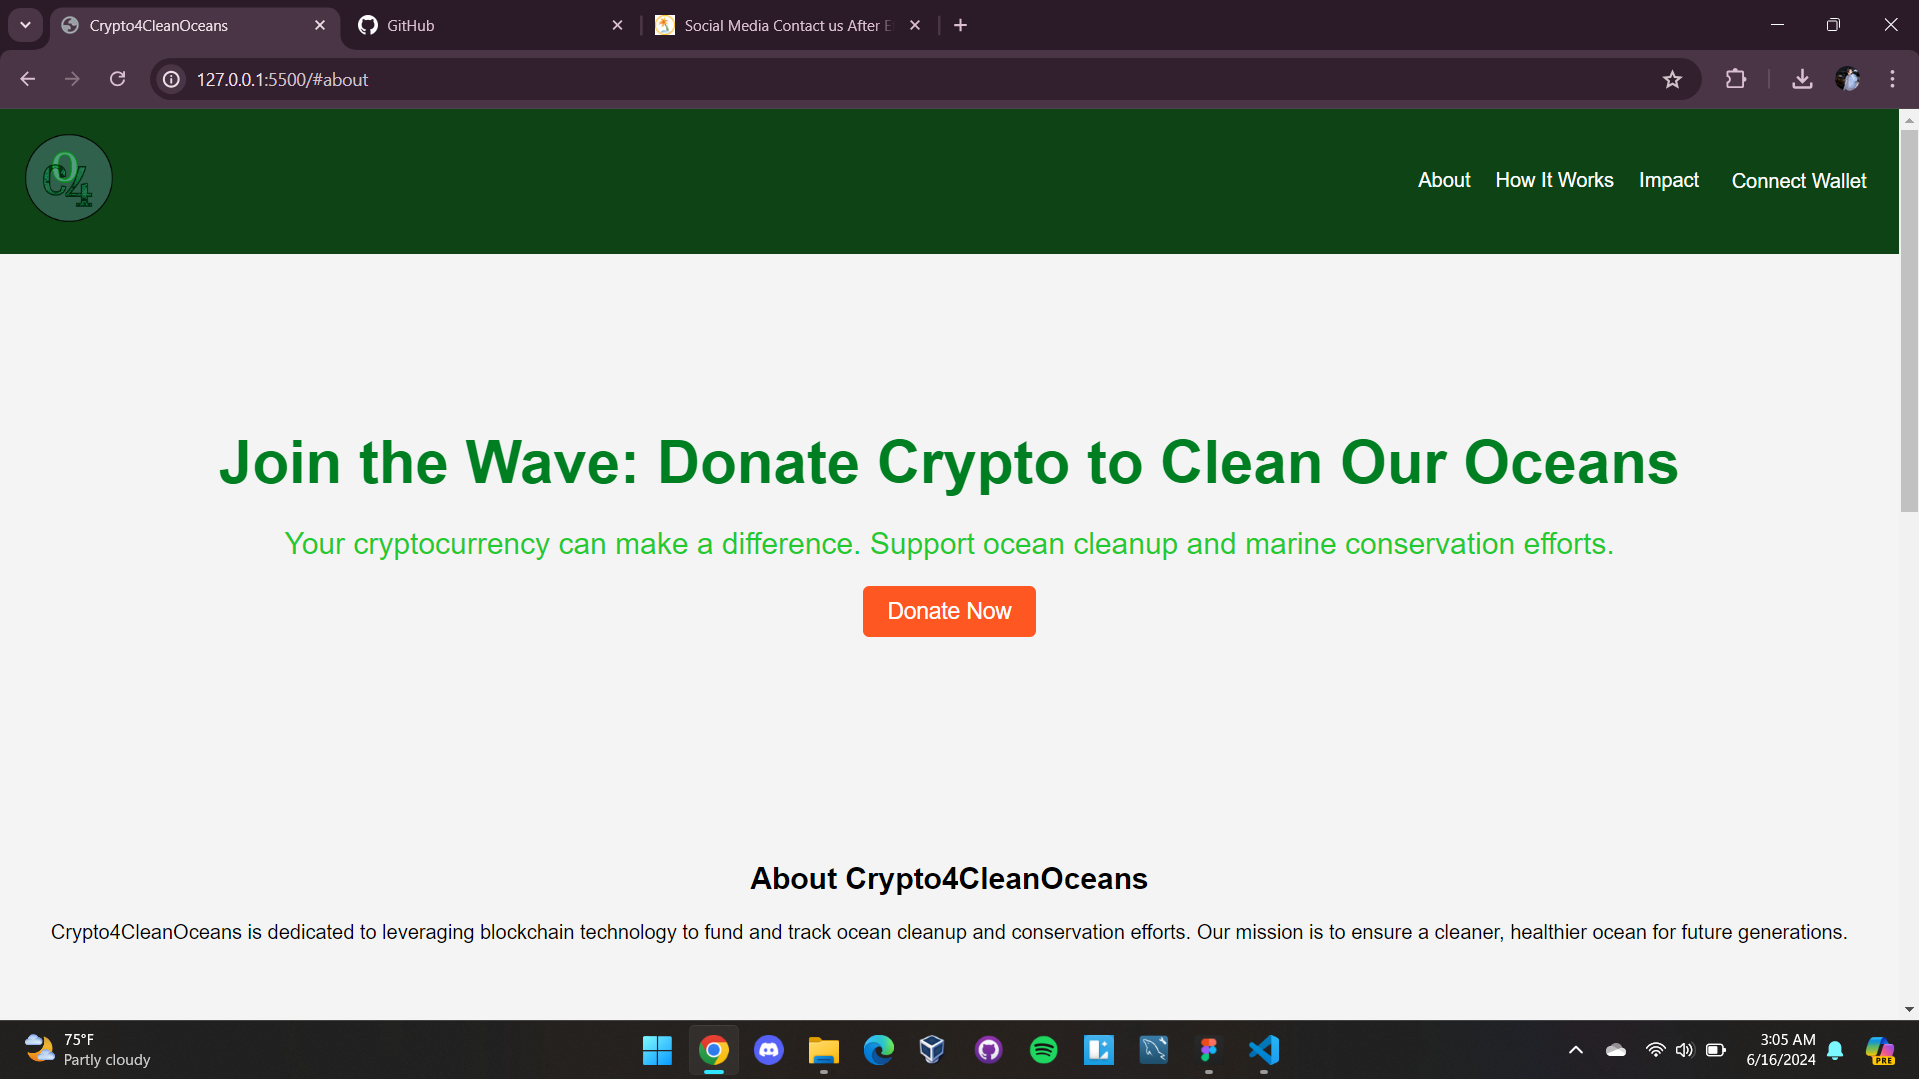 Crypto4CleanOceans
GitHub
Social Media Contact us After E
127.0.0.1:5500/#about
O
C4
About
How It Works
Impact
Connect Wallet
Join the Wave: Donate Crypto to Clean Our Oceans
Your cryptocurrency can make a difference. Support ocean cleanup and marine conservation efforts.
Donate Now
About Crypto4CleanOceans
Crypto4CleanOceans is dedicated to leveraging blockchain technology to fund and track ocean cleanup and conservation efforts. Our mission is to ensure a cleaner, healthier ocean for future generations.
75°F
Partly cloudy
3:05 AM
6/16/2024
PRE